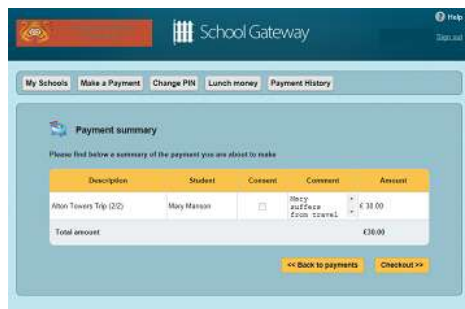 Help
School Gateway
Sign out
My Schools Make a Payment Change PIN Lunch money Payment History
Payment summary
Please find below a summary of the payment you are about to make
Description Student Consent Comment Amount
Alton Towers Trip (2/2) Mary Manson Mary suffers from travel £ 30.00
Total amount £30.00
<< Back to payments Checkout >>